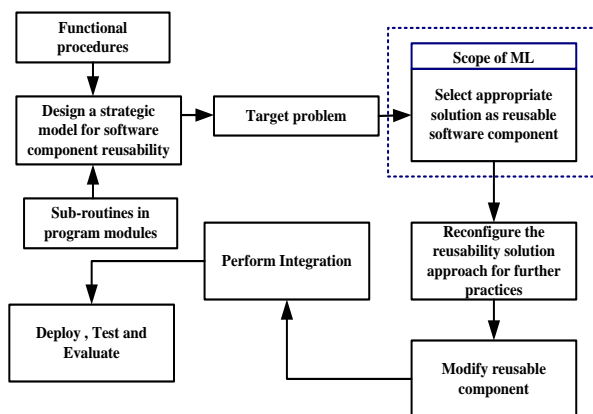 Functional
procedures
Design a
strategic
model for software
component reusability
Sub-routines in
program modules
Target problem
Scope of ML
Select appropriate
solution as reusable
software component
Reconfigure the
reusability solution
approach for further
practices
Modify reusable
component
Perform Integration
Deploy , Test and
Evaluate